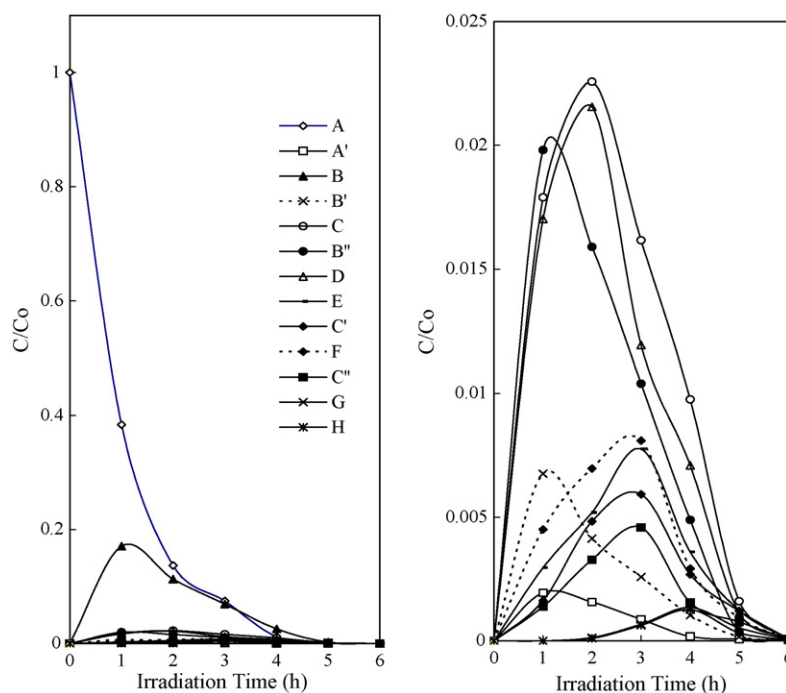 1
0.8
0.6
0.4
0.2
0
0 1 2 3 4 5 6
C/Co
Irradiation Time (h)
A
A'
B
B'
C
B"
D
E
C'
F
C"
G
H
0.025
0.02
0.015
0.01
0.005
0
0 1 2 3 4 5 6
C/Co
Irradiation Time (h)